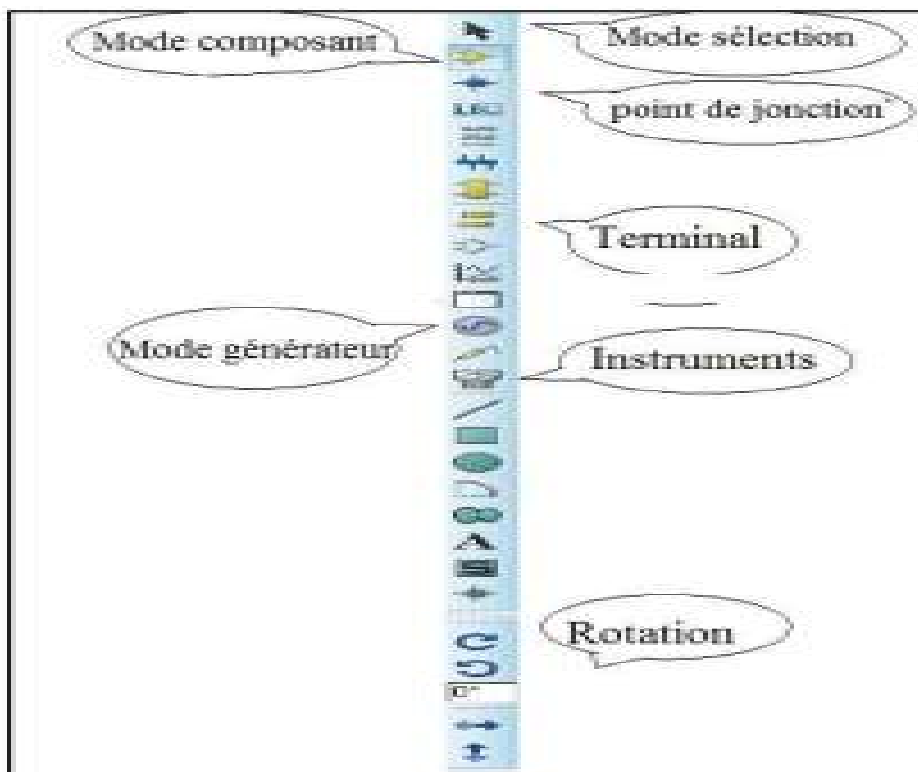 Mode composant
Mode sélection
point de jonction
Terminal
Mode générateur
Instruments
Rotation